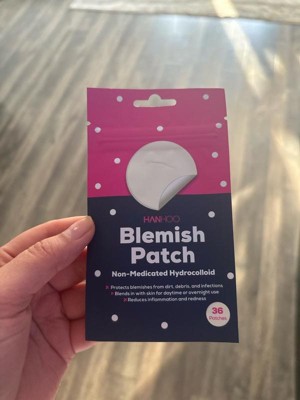 HANHOO
Blemish
Patch
Non-Medicated Hydrocolloid
Protects blemishes from dirt, debris, and infections
Blends in with skin for daytime or overnight use
Reduces inflammation and redness
36
Patches